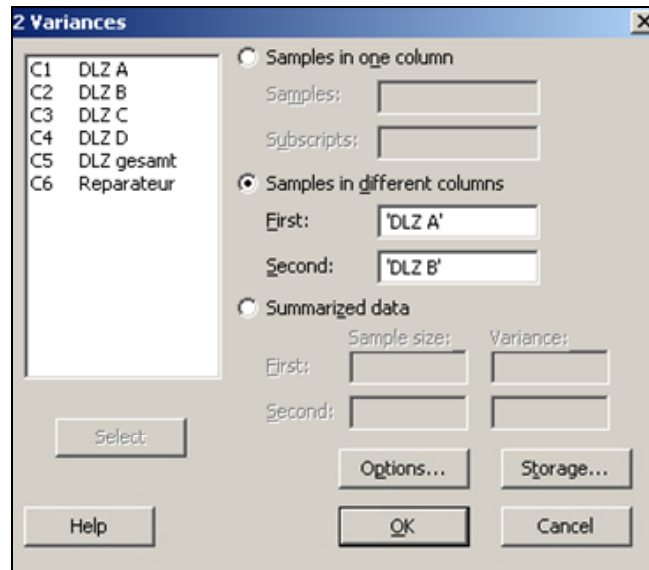 2 Variances
C1 DLZ A
C2 DLZ B
C3 DLZ C
C4 DLZ D
C5 DLZ gesamt
C6 Reparateur
Samples in one column
Samples:
Subscripts:
Samples in different columns
First: 'DLZ A'
Second: 'DLZ B'
Summarized data
Sample size: Variance:
First:
Second:
Select
Options... Storage...
Help OK Cancel